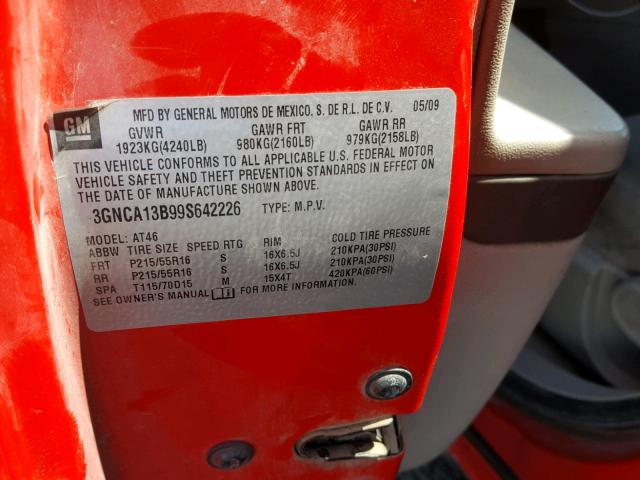 GM
MFD BY GENERAL MOTORS DE MEXICO, S. DE R.L. DE C.V. 05/09
GVWR GAWR FRT GAWR RR
1923KG(4240LB) 980KG(2160LB) 979KG(2158LB)
THIS VEHICLE CONFORMS TO ALL APPLICABLE U.S. FEDERAL MOTOR
VEHICLE SAFETY AND THEFT PREVENTION STANDARDS IN EFFECT ON
THE DATE OF MANUFACTURE SHOWN ABOVE.
3GNCA13B99S642226 TYPE: M.P.V.
MODEL: AT46
ABBW TIRE SIZE SPEED RTG RIM COLD TIRE PRESSURE
FRT P215/55R16 S 16X6.5J 210KPA(30PSI)
RR P215/55R16 S 16X6.5J 210KPA(30PSI)
SPA T115/70D15 M 15X4T 420KPA(60PSI)
SEE OWNER'S MANUAL FOR MORE INFORMATION.